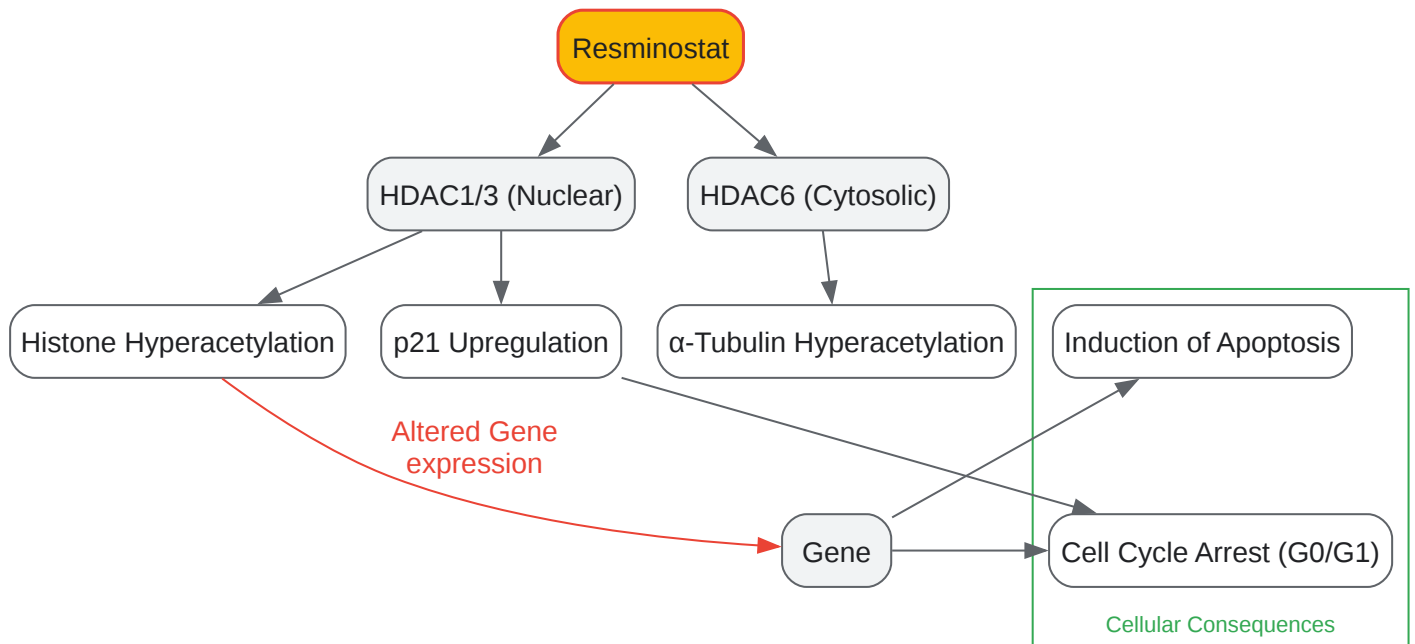 Resminostat
HDAC1/3 (Nuclear)
HDAC6 (Cytosolic)
Histone Hyperacetylation
p21 Upregulation
α-Tubulin Hyperacetylation
Induction of Apoptosis
Altered Gene
expression
Gene
Cell Cycle Arrest (G0/G1)
Cellular Consequences